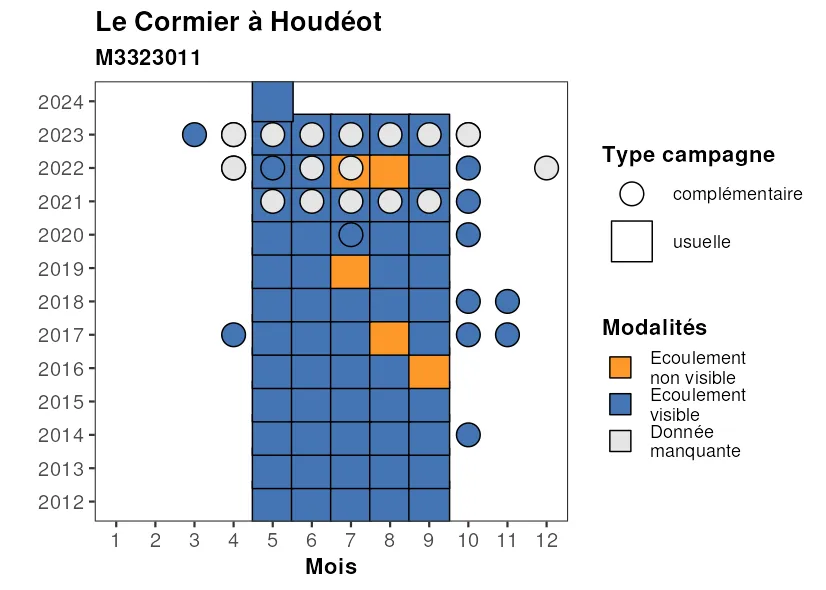 Le Cormier à Houdéot
M3323011
2024
2023
2022
2021
2020
2019
2018
2017
2016
2015
2014
2013
2012
1 2 3 4 5 6 7 8 9 10 11 12
Mois
Type campagne
complémentaire
usuelle
Modalités
Ecoulement
non visible
Ecoulement
visible
Donnée
manquante